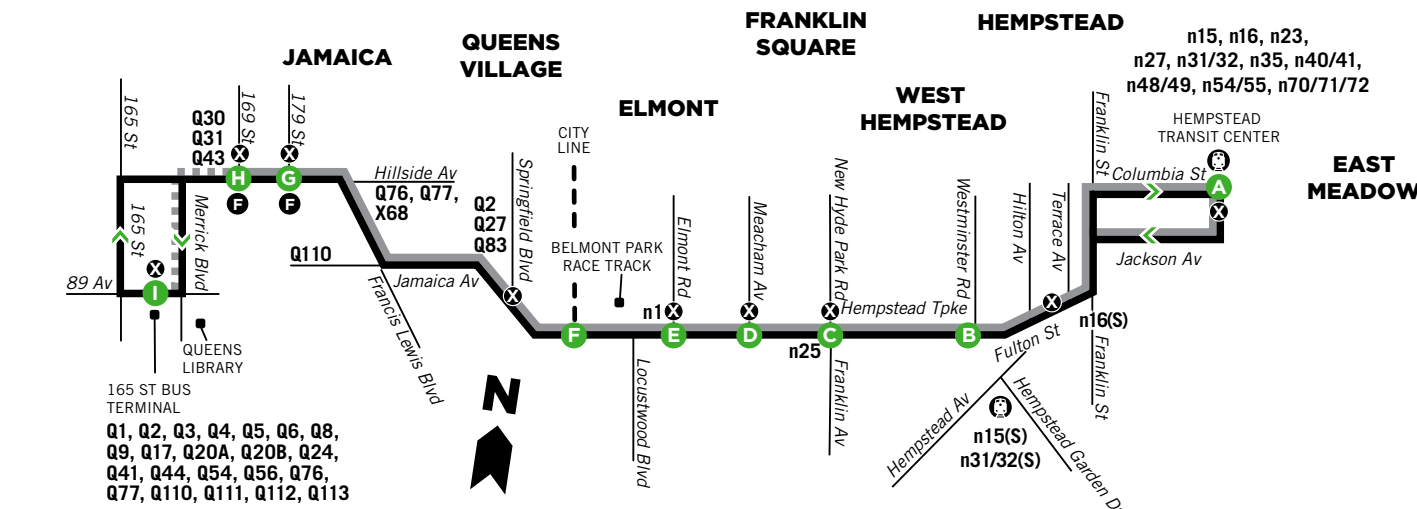 JAMAICA
QUEENS
VILLAGE
FRANKLIN
SQUARE
HEMPSTEAD
ELMONT
WEST
HEMPSTEAD
EAST
MEADOW
n15, n16, n23,
n27, n31/32, n35, n40/41,
n48/49, n54/55, n70/71/72
HEMPSTEAD
TRANSIT CENTER
165 St
Q30
Q31
Q43
169 St
179 St
X
X
H
G
F
F
Hillside Av
Q76, Q77,
X68
Q110
165 St
Merrick Blvd
89 Av
X
I
QUEENS
LIBRARY
165 ST BUS
TERMINAL
Q1, Q2, Q3, Q4, Q5, Q6, Q8,
Q9, Q17, Q20A, Q20B, Q24,
Q41, Q44, Q54, Q56, Q76,
Q77, Q110, Q111, Q112, Q113
Francis Lewis Blvd
Jamaica Av
Q2
Q27
Q83
Springfield Blvd
X
CITY
LINE
F
BELMONT PARK
RACE TRACK
Locustwood Blvd
Elmont Rd
n1
X
E
Meacham Av
X
D
New Hyde Park Rd
X
C
n25
Franklin Av
Hempstead Tpke
Westminster Rd
B
Hilton Av
Terrace Av
X
Fulton St
Hempstead Av
n15(S)
n31/32(S)
Hempstead Garden D
Franklin St
n16(S)
Franklin St
Columbia St
A
X
Jackson Av
N